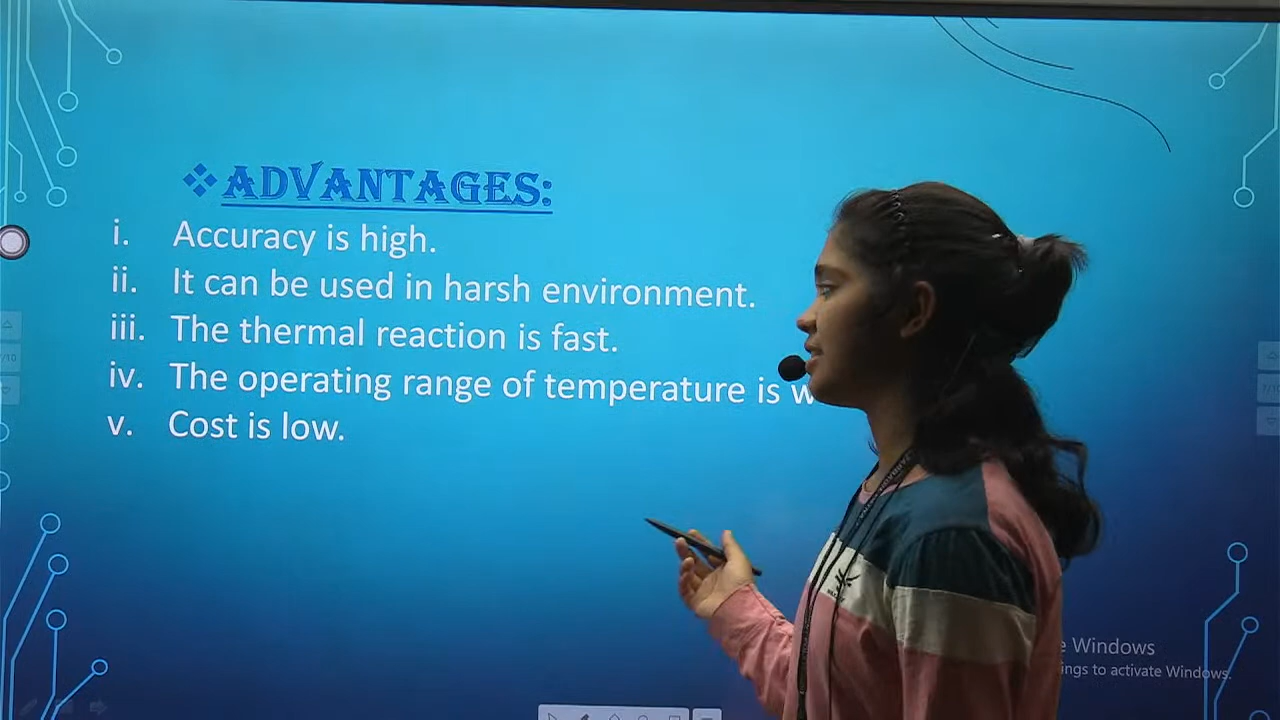 ❖ADVANTAGES:
i. Accuracy is high.
ii. It can be used in harsh environment.
iii. The thermal reaction is fast.
iv. The operating range of temperature is
v. Cost is low.
Windows
to activate Windows.